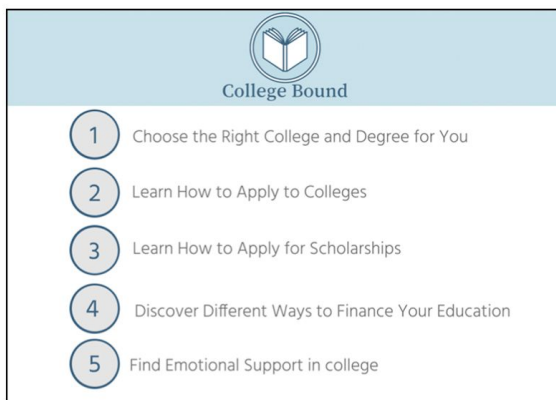 College Bound
1 Choose the Right College and Degree for You
2 Learn How to Apply to Colleges
3 Learn How to Apply for Scholarships
4 Discover Different Ways to Finance Your Education
5 Find Emotional Support in college